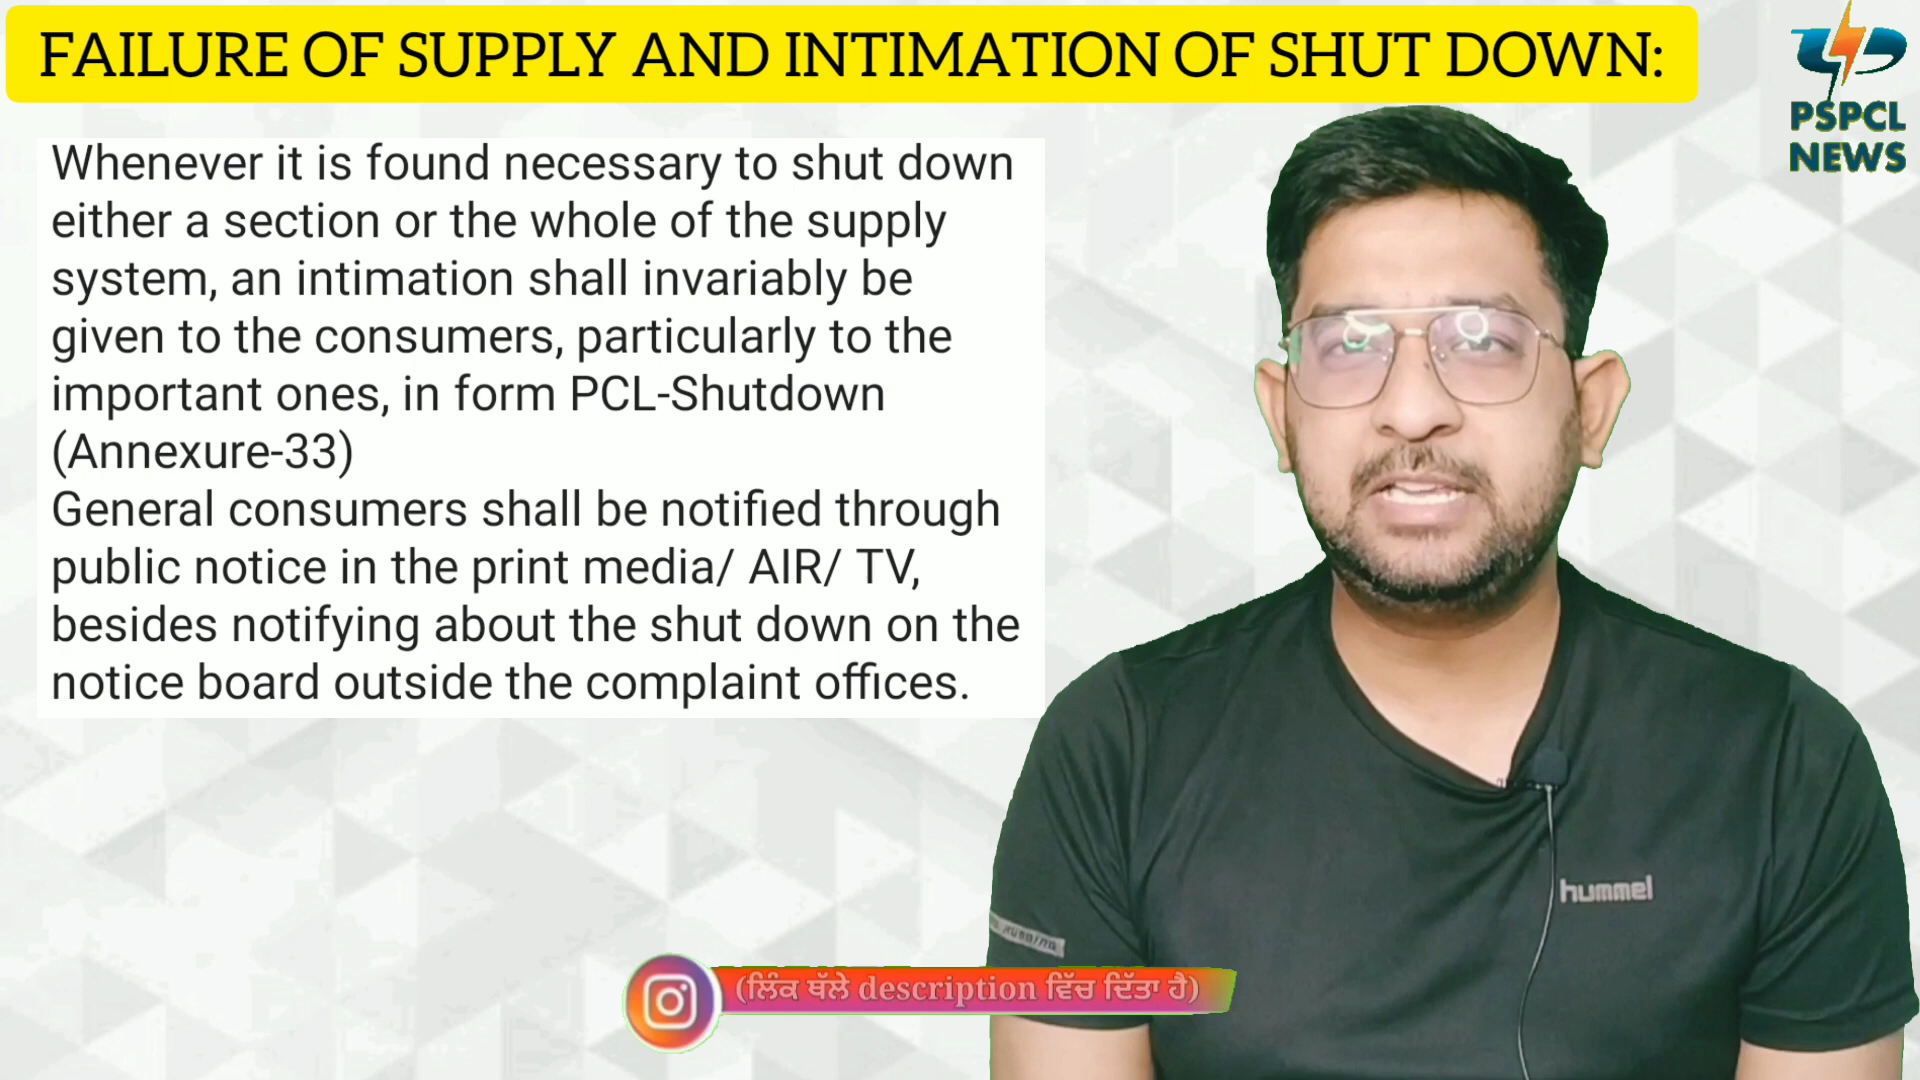 FAILURE OF SUPPLY AND INTIMATION OF SHUT DOWN:
PSPCL
NEWS
Whenever it is found necessary to shut down
either a section or the whole of the supply
system, an intimation shall invariably be
given to the consumers, particularly to the
important ones, in form PCL-Shutdown
(Annexure-33)
General consumers shall be notified through
public notice in the print media/ AIR/ TV,
besides notifying about the shut down on the
notice board outside the complaint offices.
hummel
(ਲਿੰਕ ਥੱਲੇ description ਵਿੱਚ ਦਿੱਤਾ ਹੈ)